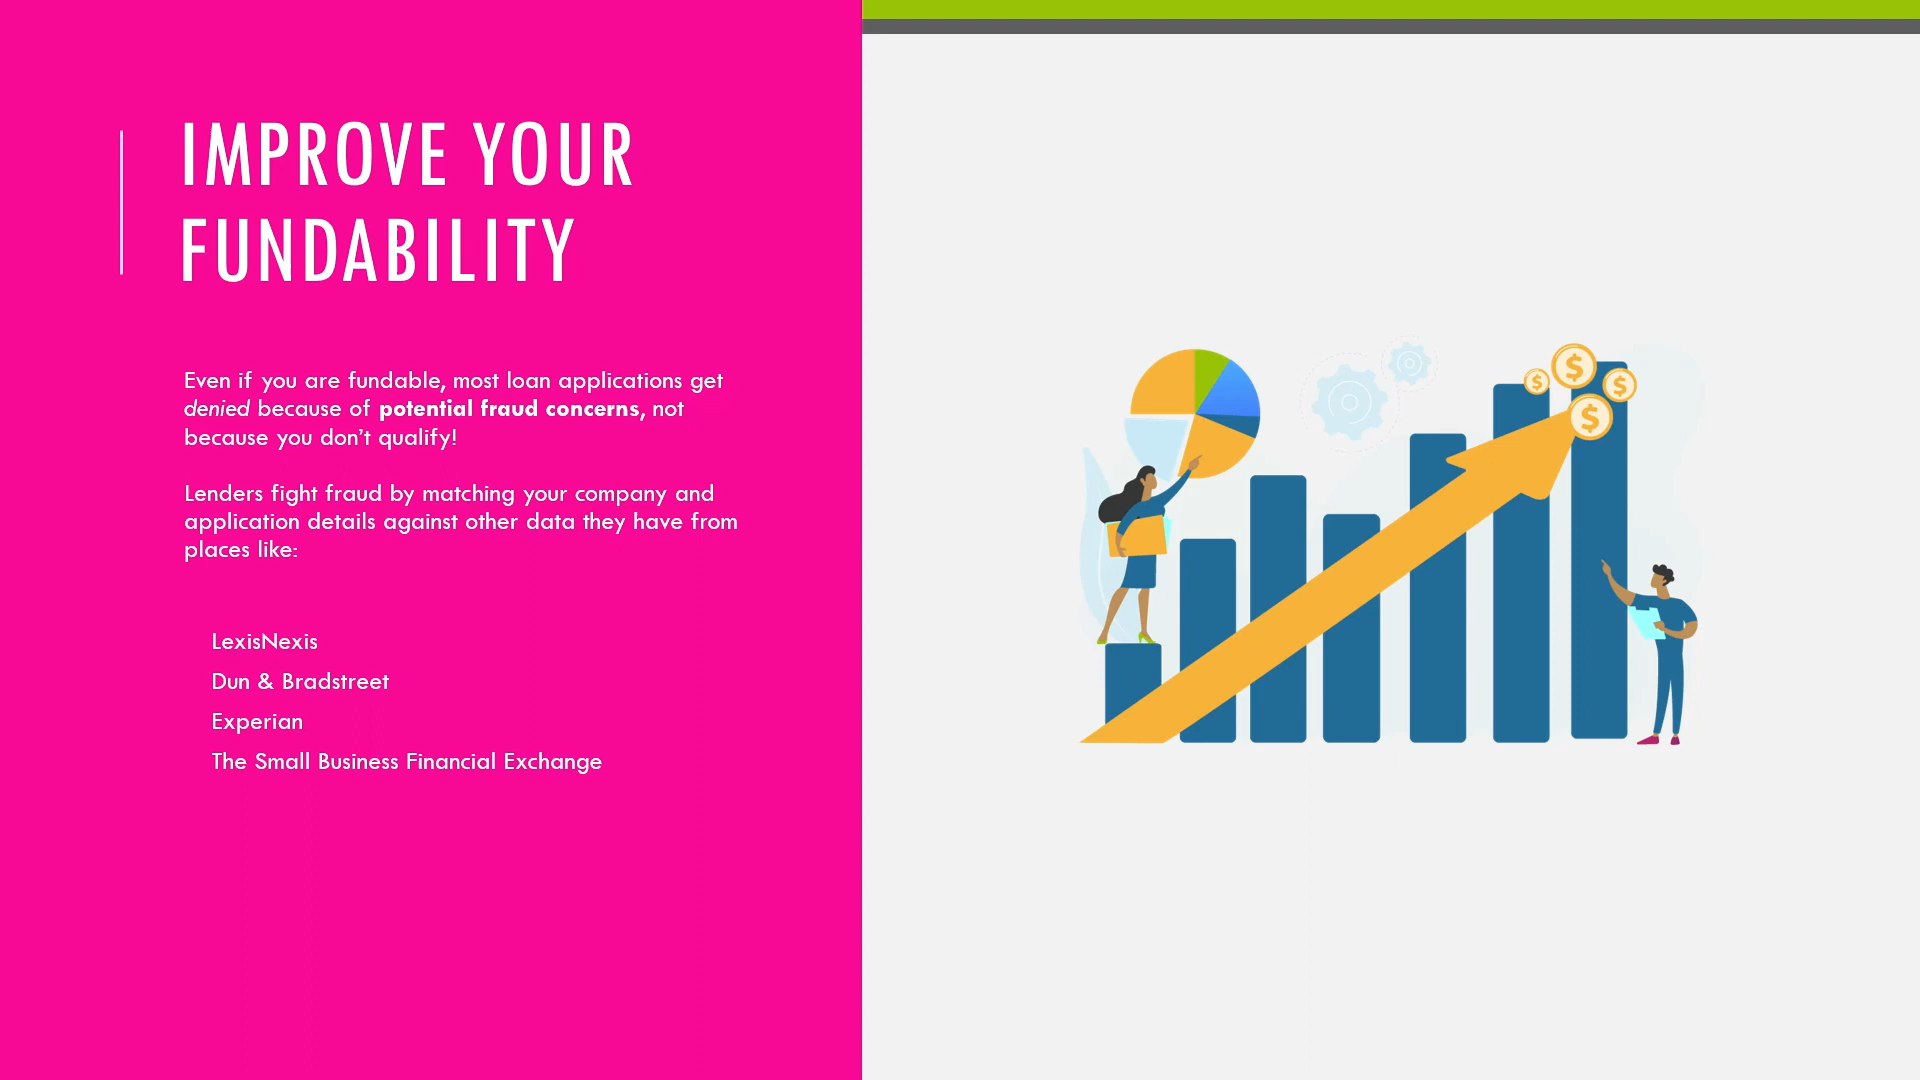 IMPROVE YOUR
FUNDABILITY
Even if you are fundable, most loan applications get
denied because of potential fraud concerns, not
because you don’t qualify!
Lenders fight fraud by matching your company and
application details against other data they have from
places like:
LexisNexis
Dun & Bradstreet
Experian
The Small Business Financial Exchange
$
$
$
$